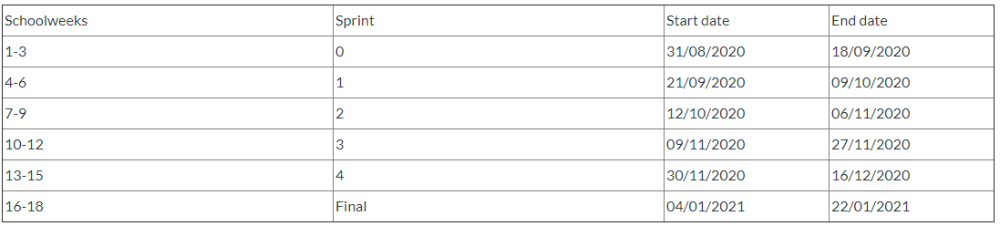 Schoolweeks Sprint Start date End date
1-3 0 31/08/2020 18/09/2020
4-6 1 21/09/2020 09/10/2020
7-9 2 12/10/2020 06/11/2020
10-12 3 09/11/2020 27/11/2020
13-15 4 30/11/2020 16/12/2020
16-18 Final 04/01/2021 22/01/2021